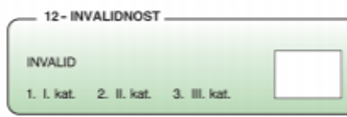 12 - INVALIDNOST
INVALID
1. I. kat. 2. II. kat. 3. III. kat.